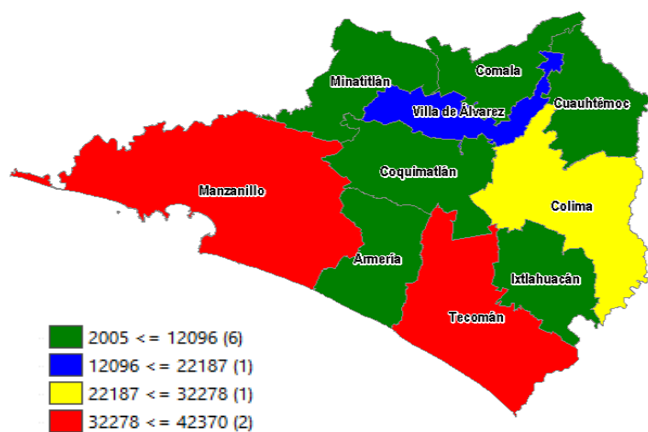 Comala
Minatitlán
Cuauhtémoc
Villa de Álvarez
Coquimatlán
Manzanillo
Colima
Armería
Ixtlahuacán
Tecomán
2005 <= 12096 (6)
12096 <= 22187 (1)
22187 <= 32278 (1)
32278 <= 42370 (2)